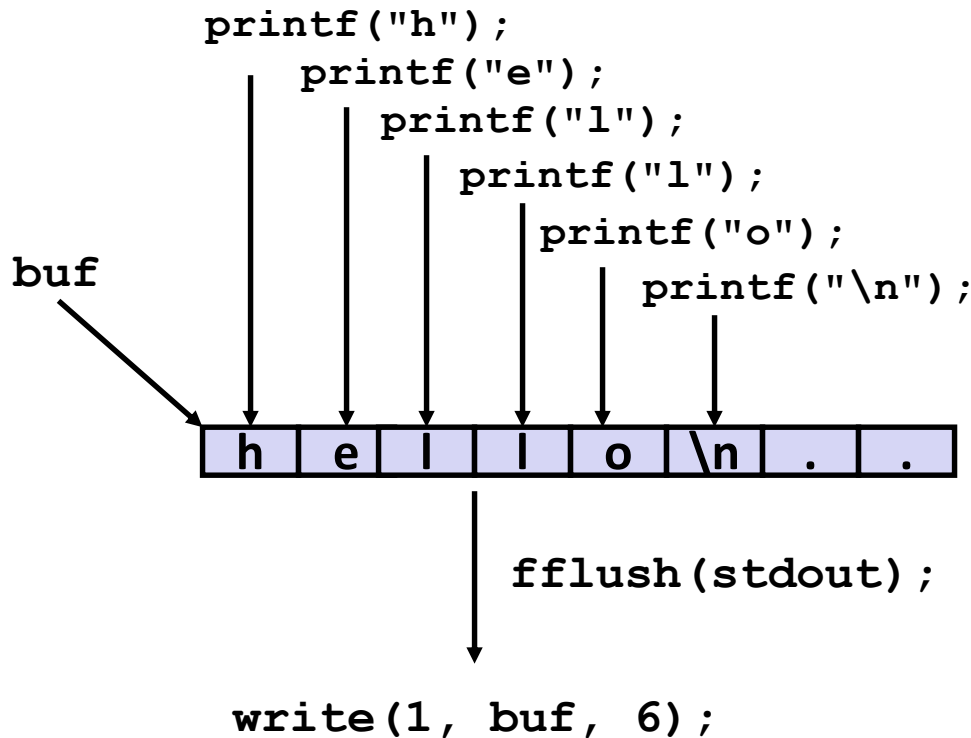 printf("h");
printf("e");
printf("l");
printf("l");
printf("o");
buf
printf("\n");
h e l l o \n . .
fflush(stdout);
write(1, buf, 6);